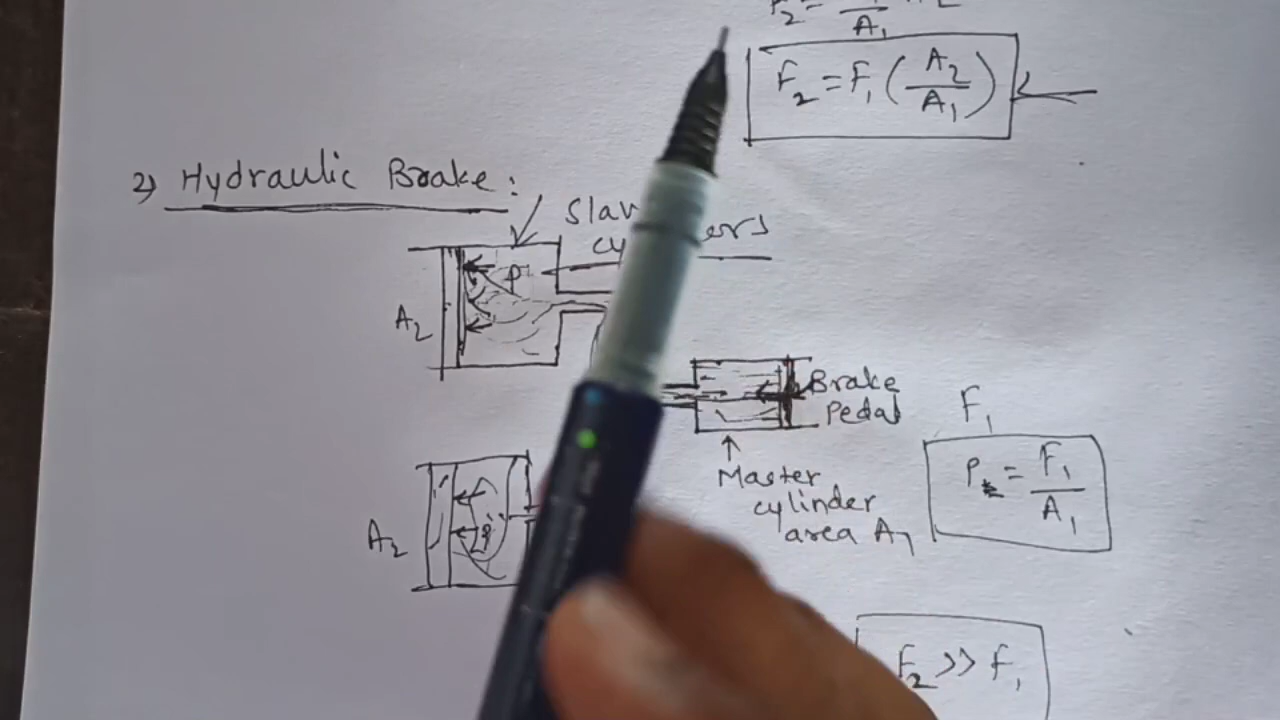 F₂ = F₁ (A₂/A₁)
2) Hydraulic Brake:
P
A₂
Brake
Pedal
F₁
P = F₁/A₁
Master
cylinder
area A₁
A₂
F₂ >> F₁